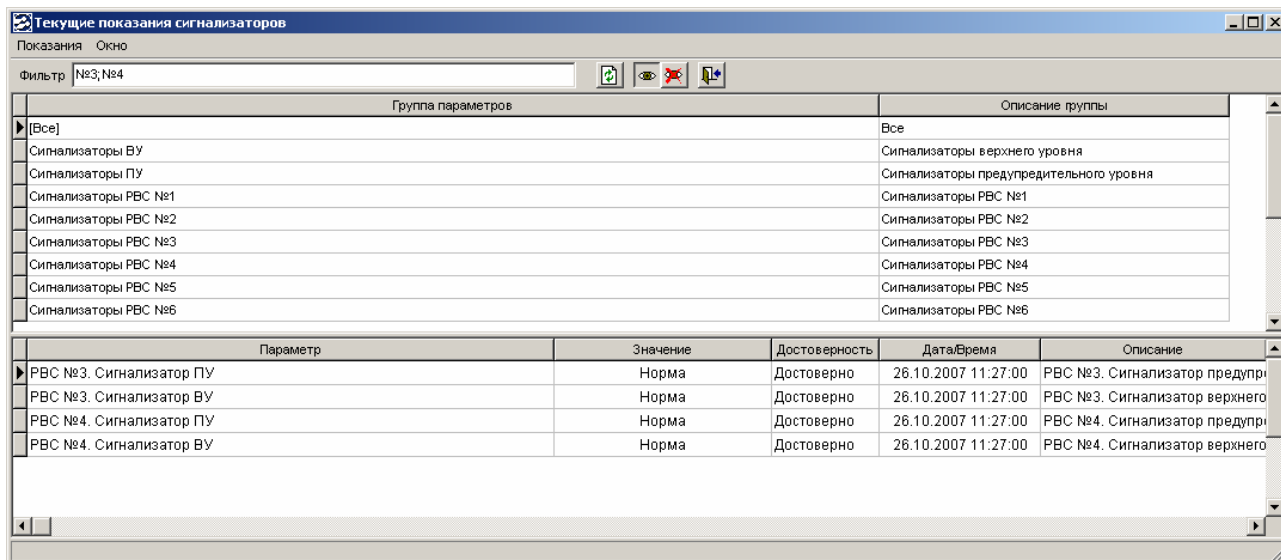 Текущие показания сигнализаторов
Показания Окно
Фильтр №3;№4
Группа параметров Описание группы
[Все] Все
Сигнализаторы ВУ Сигнализаторы верхнего уровня
Сигнализаторы ПУ Сигнализаторы предупредительного уровня
Сигнализаторы РВС №1 Сигнализаторы РВС №1
Сигнализаторы РВС №2 Сигнализаторы РВС №2
Сигнализаторы РВС №3 Сигнализаторы РВС №3
Сигнализаторы РВС №4 Сигнализаторы РВС №4
Сигнализаторы РВС №5 Сигнализаторы РВС №5
Сигнализаторы РВС №6 Сигнализаторы РВС №6
Параметр Значение Достоверность Дата/Время Описание
РВС №3. Сигнализатор ПУ Норма Достоверно 26.10.2007 11:27:00 РВС №3. Сигнализатор предупр
РВС №3. Сигнализатор ВУ Норма Достоверно 26.10.2007 11:27:00 РВС №3. Сигнализатор верхнего
РВС №4. Сигнализатор ПУ Норма Достоверно 26.10.2007 11:27:00 РВС №4. Сигнализатор предупр
РВС №4. Сигнализатор ВУ Норма Достоверно 26.10.2007 11:27:00 РВС №4. Сигнализатор верхнего